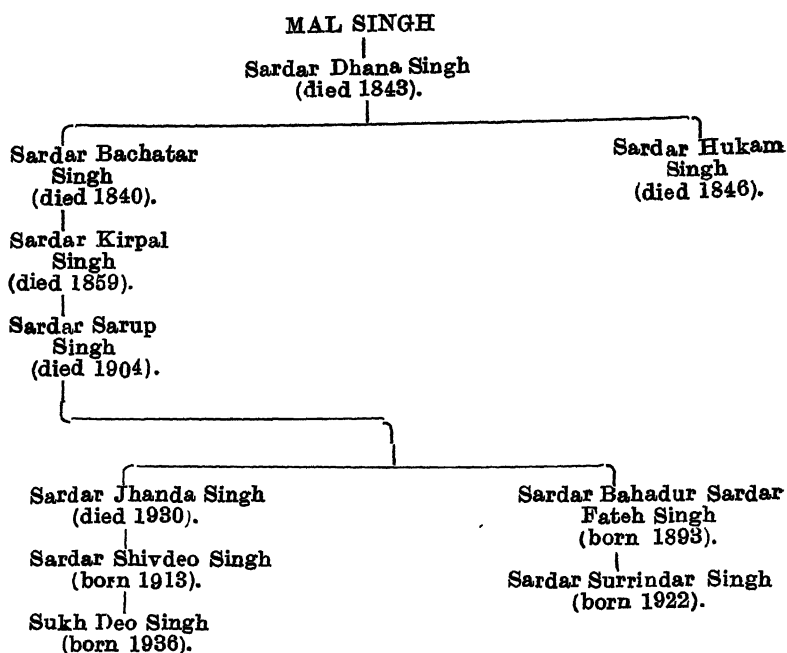 MAL SINGH
Sardar Dhana Singh
(died 1843).
Sardar Bachatar
Singh
(died 1840).
Sardar Hukam
Singh
(died 1846).
Sardar Kirpal
Singh
(died 1859).
Sardar Sarup
Singh
(died 1904).
Sardar Jhanda Singh
(died 1930).
Sardar Bahadur Sardar
Fateh Singh
(born 1893).
Sardar Shivdeo Singh
(born 1913).
Sardar Surrindar Singh
(born 1922).
Sukh Deo Singh
(born 1936).